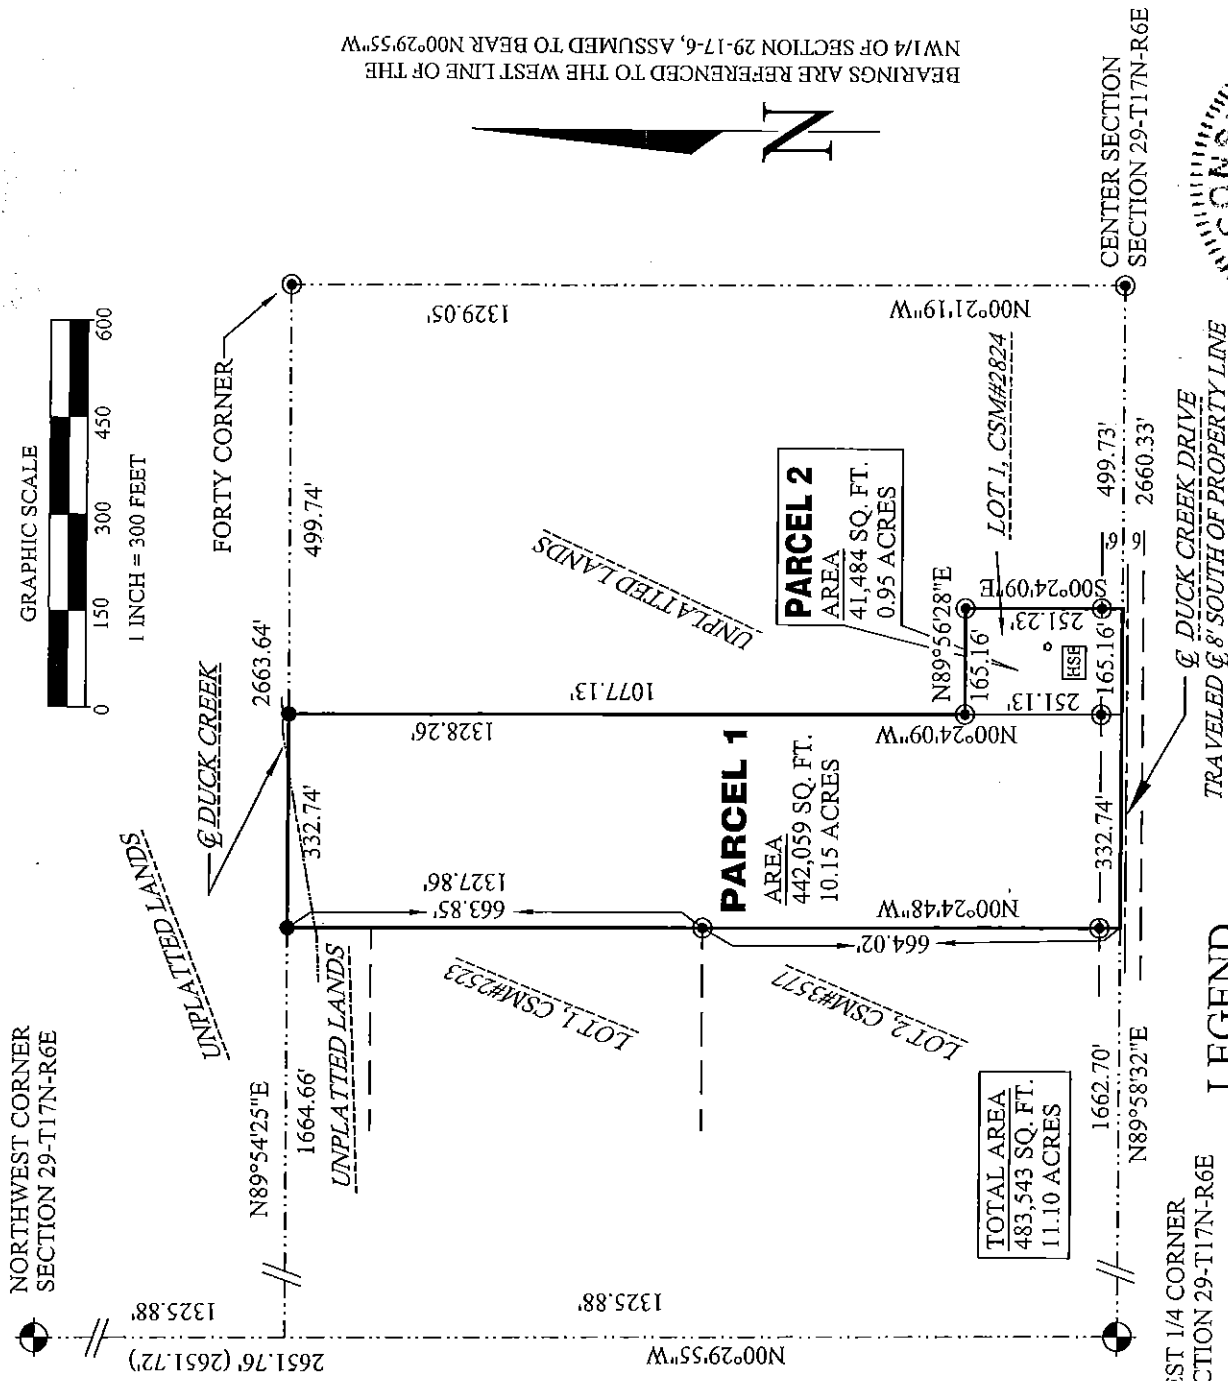 BEARINGS ARE REFERENCED TO THE WEST LINE OF THE
NW1/4 OF SECTION 29-17-6, ASSUMED TO BEAR N00°29'55"W
N
GRAPHIC SCALE
0 150 300 450 600
1 INCH = 300 FEET
NORTHWEST CORNER
SECTION 29-T17N-R6E
UNPLATTED LANDS
₵ DUCK CREEK
FORTY CORNER
N89°54'25"E
2663.64'
1664.66'
332.74'
499.74'
UNPLATTED LANDS
1325.88'
2651.76' (2651.72')
1325.88'
N00°29'55"W
LOT 1, CSM#2523
LOT 2, CSM#3577
1327.86'
663.85'
664.02'
N00°24'48"W
PARCEL 1
AREA
442,059 SQ. FT.
10.15 ACRES
1328.26'
1077.13'
N00°24'09"W
251.13'
UNPLATTED LANDS
PARCEL 2
AREA
41,484 SQ. FT.
0.95 ACRES
N89°56'28"E
165.16'
LOT 1, CSM#2824
S00°24'09"E
251.23'
HSE
165.16'
1329.05'
N00°21'19"W
CENTER SECTION
SECTION 29-T17N-R6E
TOTAL AREA
483,543 SQ. FT.
11.10 ACRES
1662.70'
332.74'
499.73'
6'
6
N89°58'32"E
2660.33'
₵ DUCK CREEK DRIVE
TRAVELED ₵ 8' SOUTH OF PROPERTY LINE
EST 1/4 CORNER
CTION 29-T17N-R6E
LEGEND
CONS